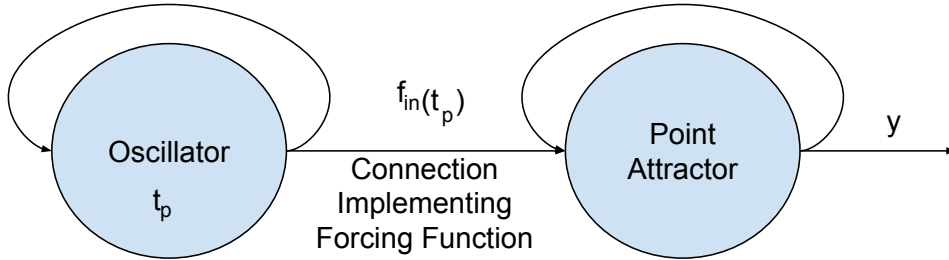 Oscillator
t_p
f_in(t_p)
Connection
Implementing
Forcing Function
Point
Attractor
y